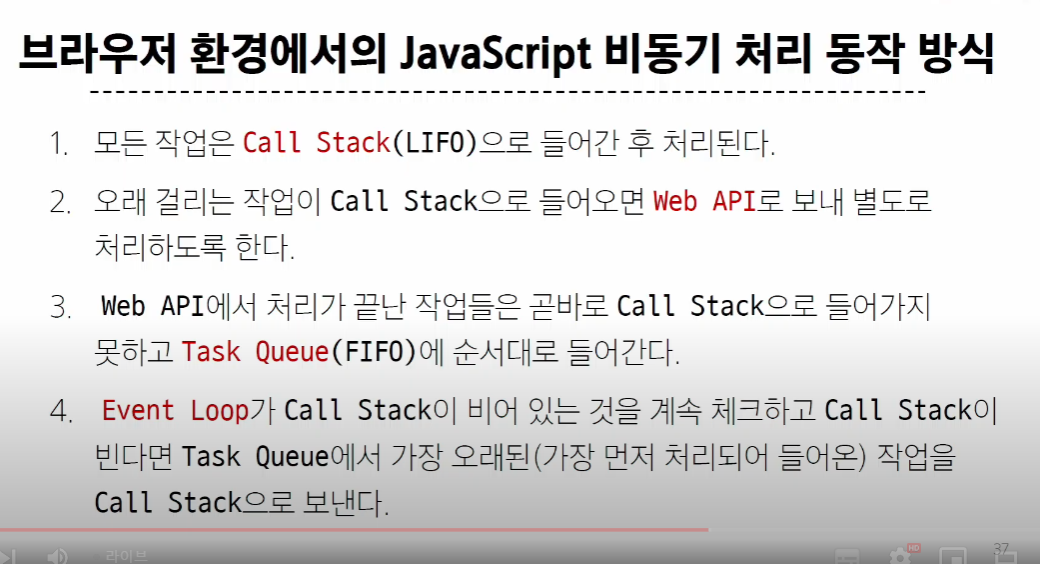 브라우저 환경에서의 JavaScript 비동기 처리 동작 방식
1. 모든 작업은 Call Stack(LIFO)으로 들어간 후 처리된다.
2. 오래 걸리는 작업이 Call Stack으로 들어오면 Web API로 보내 별도로
처리하도록 한다.
3. Web API에서 처리가 끝난 작업들은 곧바로 Call Stack으로 들어가지
못하고 Task Queue(FIFO)에 순서대로 들어간다.
4. Event Loop가 Call Stack이 비어 있는 것을 계속 체크하고 Call Stack이
빈다면 Task Queue에서 가장 오래된(가장 먼저 처리되어 들어온) 작업을
Call Stack으로 보낸다.
라이브
HD
37